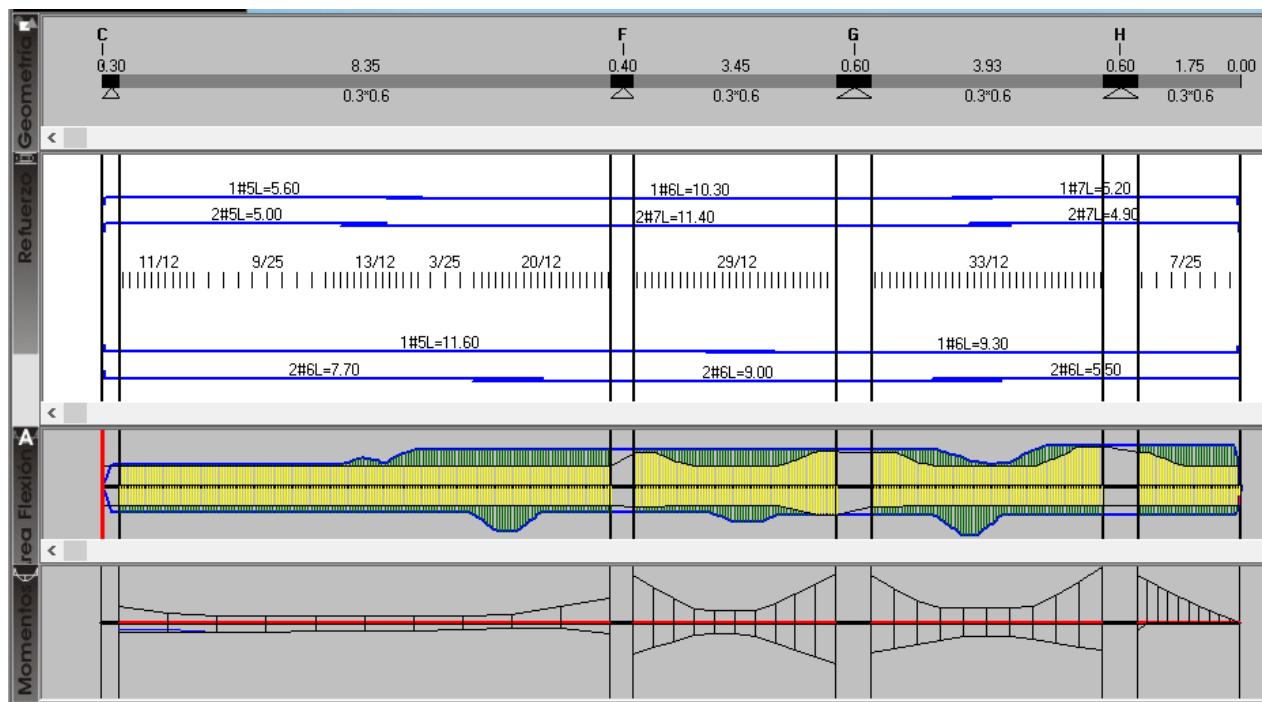 Geometría
C F G H
0.30 8.35 0.40 3.45 0.60 3.93 0.60 1.75 0.00
0.3*0.6 0.3*0.6 0.3*0.6 0.3*0.6
Refuerzo
1#5L=5.60 1#6L=10.30 1#7L=5.20
2#5L=5.00 2#7L=11.40 2#7L=4.90
11/12 9/25 13/12 3/25 20/12 29/12 33/12 7/25
1#5L=11.60 1#6L=9.30
2#6L=7.70 2#6L=9.00 2#6L=5.50
A
rea Flexión
Momentos